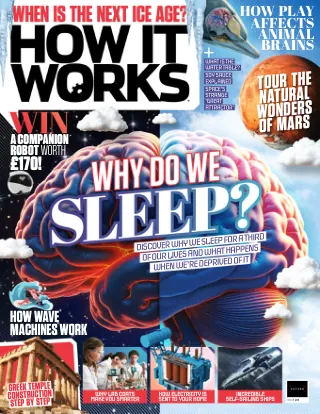 WHEN IS THE NEXT ICE AGE?
HOW IT
WORKS
HOW PLAY
AFFECTS
ANIMAL
BRAINS
+
WHAT IS THE
WATER TABLE?
SOY SAUCE
EXPLAINED
SPACE'S
STRANGE
'GREAT
ATTRACTOR'
TOUR THE
NATURAL
WONDERS
OF MARS
WIN
A COMPANION
ROBOT WORTH
£170!
WHY DO WE
SLEEP?
DISCOVER WHY WE SLEEP FOR A THIRD
OF OUR LIVES AND WHAT HAPPENS
WHEN WE'RE DEPRIVED OF IT
HOW WAVE
MACHINES WORK
GREEK TEMPLE
CONSTRUCTION
STEP BY STEP
WHY LAB COATS
MAKE YOU SMARTER
HOW ELECTRICITY IS
SENT TO YOUR HOME
INCREDIBLE
SELF-SAILING SHIPS